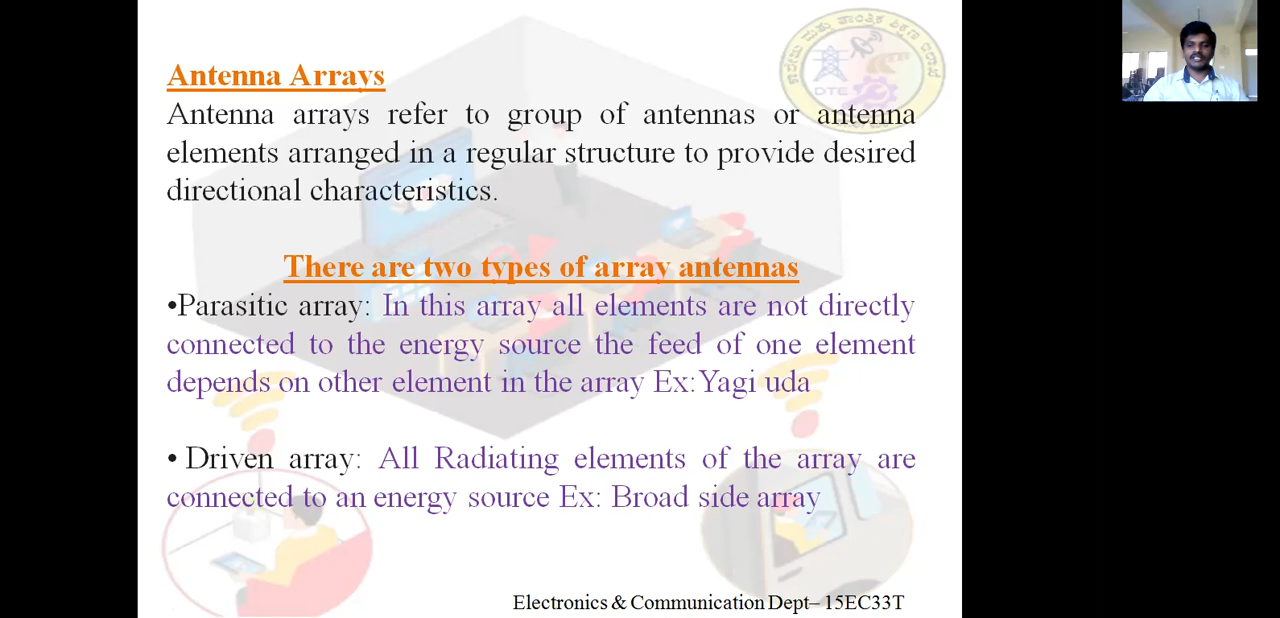 Antenna Arrays
Antenna arrays refer to group of antennas or antenna
elements arranged in a regular structure to provide desired
directional characteristics.
There are two types of array antennas
•Parasitic array: In this array all elements are not directly
connected to the energy source the feed of one element
depends on other element in the array Ex:Yagi uda
• Driven array: All Radiating elements of the array are
connected to an energy source Ex: Broad side array
Electronics & Communication Dept– 15EC33T
DTE